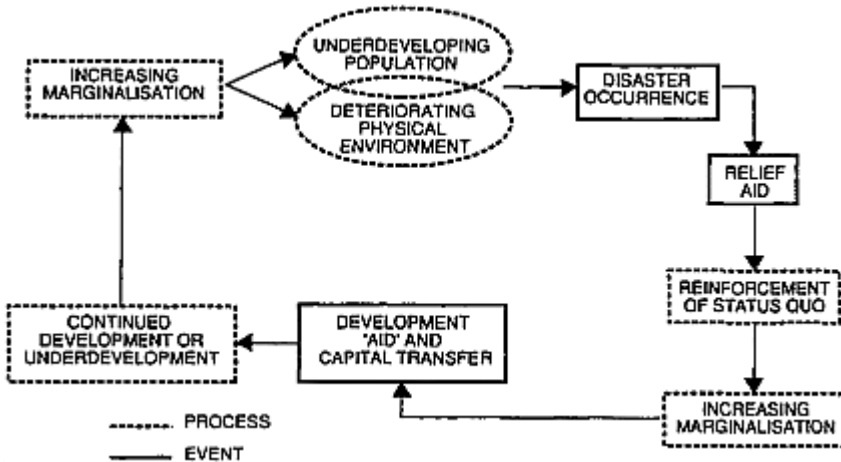 INCREASING
MARGINALISATION
UNDERDEVELOPING
POPULATION
DETERIORATING
PHYSICAL
ENVIRONMENT
DISASTER
OCCURRENCE
RELIEF
AID
REINFORCEMENT
OF STATUS QUO
INCREASING
MARGINALISATION
DEVELOPMENT
"AID" AND
CAPITAL TRANSFER
CONTINUED
DEVELOPMENT OR
UNDERDEVELOPMENT
PROCESS
EVENT